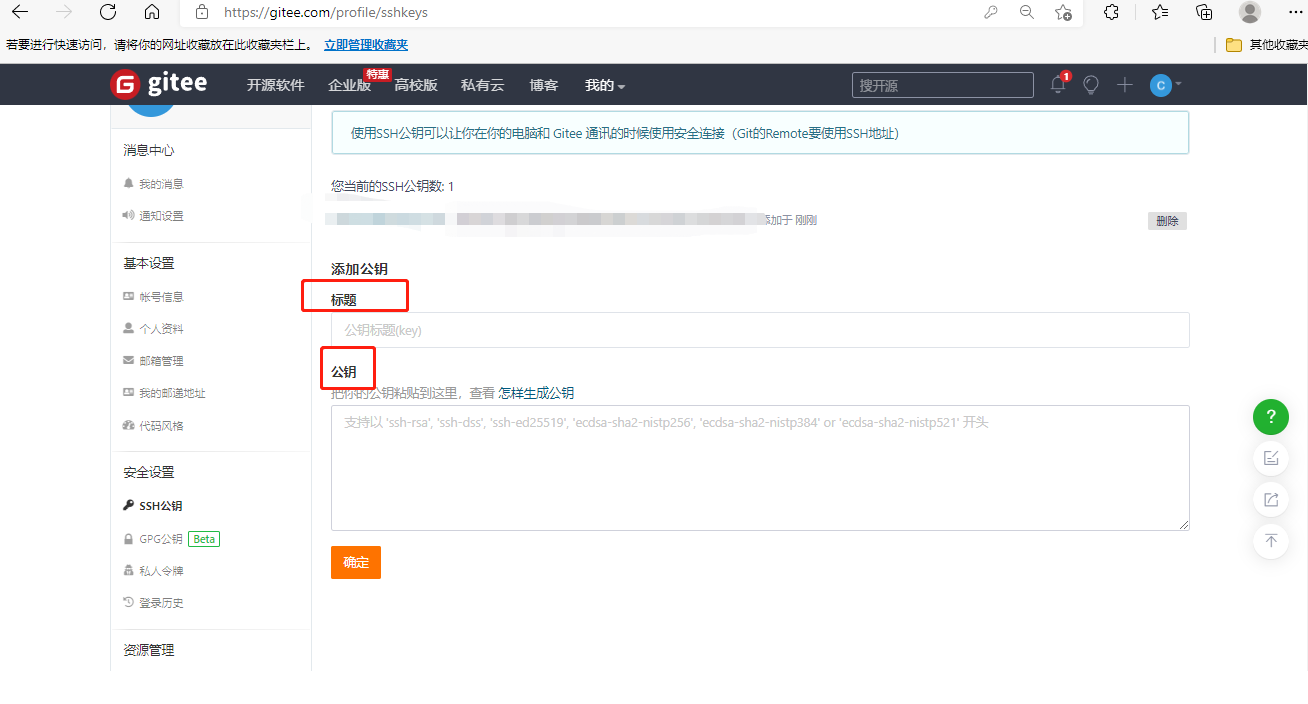 https://gitee.com/profile/sshkeys
若要进行快速访问，请将你的网址收藏放在此收藏夹栏上。 立即管理收藏夹
其他收藏夹
gitee 开源软件 企业版 特惠 高校版 私有云 博客 我的 搜开源 1 C
使用SSH公钥可以让你在你的电脑和 Gitee 通讯的时候使用安全连接（Git的Remote要使用SSH地址）
消息中心
我的消息
通知设置
基本设置
帐号信息
个人资料
邮箱管理
我的邮递地址
代码风格
安全设置
SSH公钥
GPG公钥 Beta
私人令牌
登录历史
资源管理
您当前的SSH公钥数: 1
添加于 刚刚
删除
添加公钥
标题
公钥标题(key)
公钥
把你的公钥粘贴到这里，查看 怎样生成公钥
支持以 'ssh-rsa', 'ssh-dss', 'ssh-ed25519', 'ecdsa-sha2-nistp256', 'ecdsa-sha2-nistp384' or 'ecdsa-sha2-nistp521' 开头
确定
?